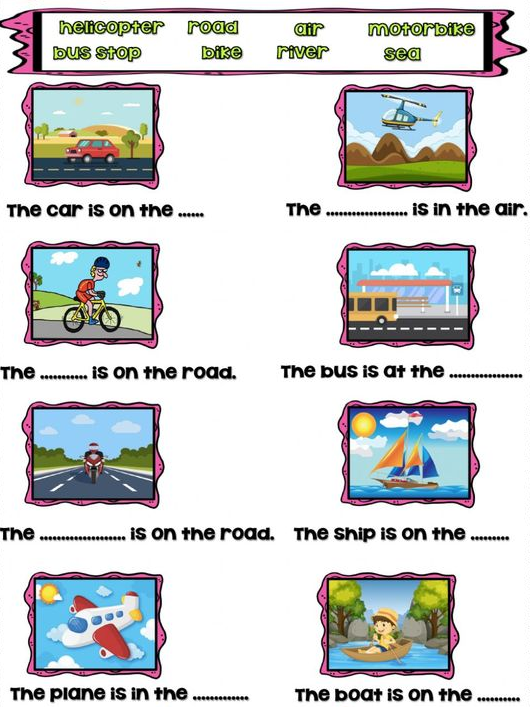 helicopter road air motorbike
bus stop bike river sea
The car is on the ......
The ................... is in the air.
The ........... is on the road.
The bus is at the .................
The .................... is on the road.
The ship is on the .........
The plane is in the .............
The boat is on the ..........